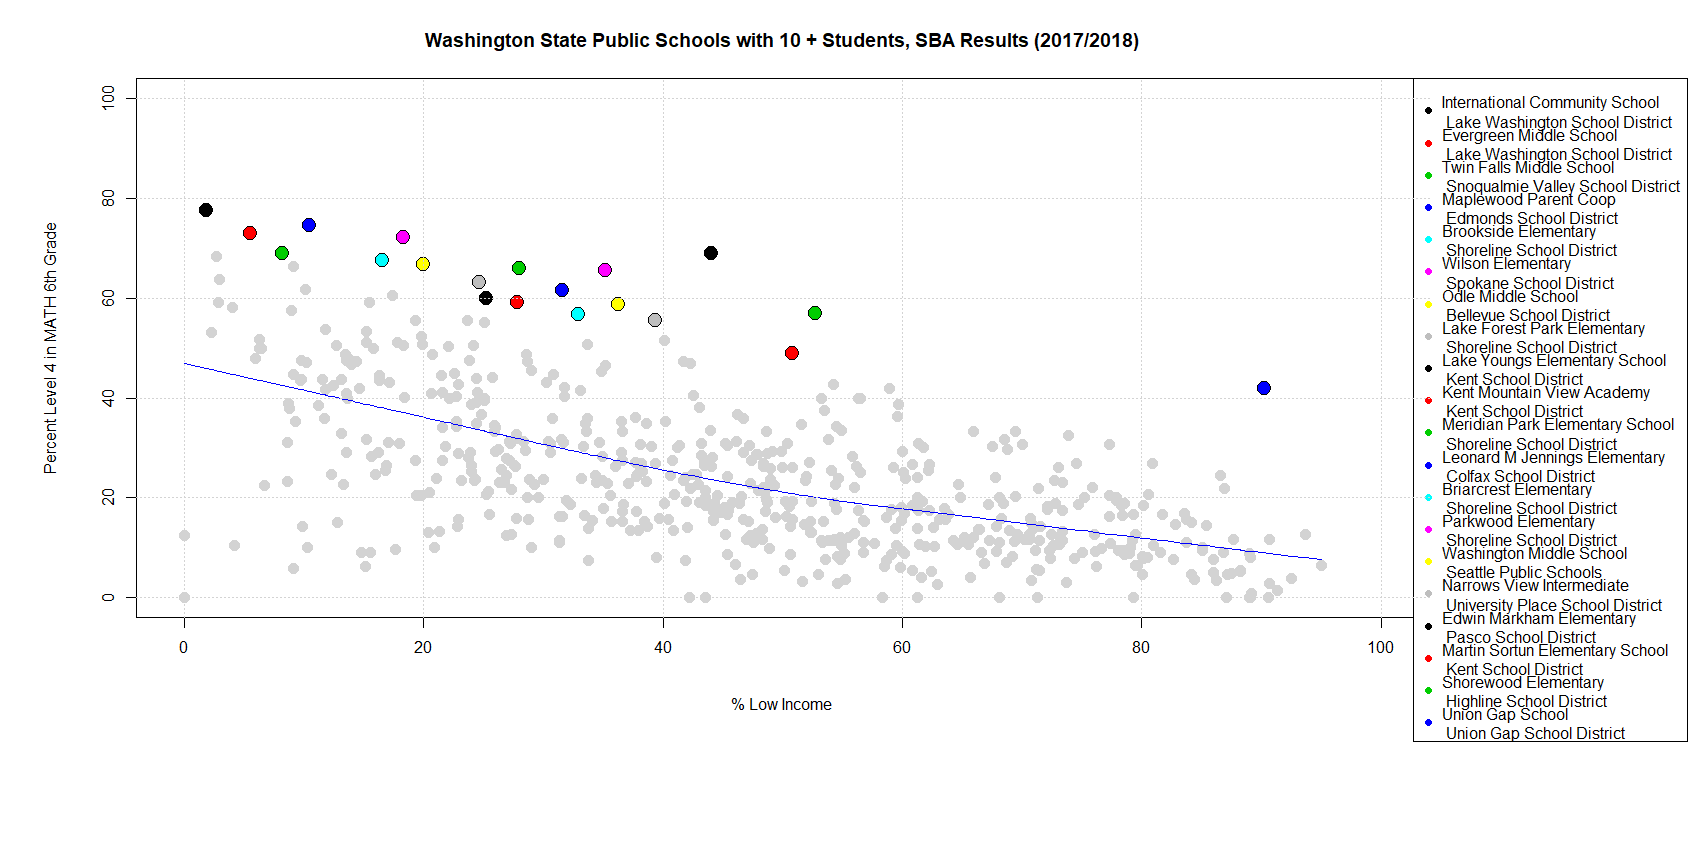 Washington State Public Schools with 10 + Students, SBA Results (2017/2018)
Percent Level 4 in MATH 6th Grade
100
80
60
40
20
0
0 20 40 60 80 100
% Low Income
International Community School
Lake Washington School District
Evergreen Middle School
Lake Washington School District
Twin Falls Middle School
Snoqualmie Valley School District
Maplewood Parent Coop
Edmonds School District
Brookside Elementary
Shoreline School District
Wilson Elementary
Spokane School District
Odle Middle School
Bellevue School District
Lake Forest Park Elementary
Shoreline School District
Lake Youngs Elementary School
Kent School District
Kent Mountain View Academy
Kent School District
Meridian Park Elementary School
Shoreline School District
Leonard M Jennings Elementary
Colfax School District
Briarcrest Elementary
Shoreline School District
Parkwood Elementary
Shoreline School District
Washington Middle School
Seattle Public Schools
Narrows View Intermediate
University Place School District
Edwin Markham Elementary
Pasco School District
Martin Sortun Elementary School
Kent School District
Shorewood Elementary
Highline School District
Union Gap School
Union Gap School District